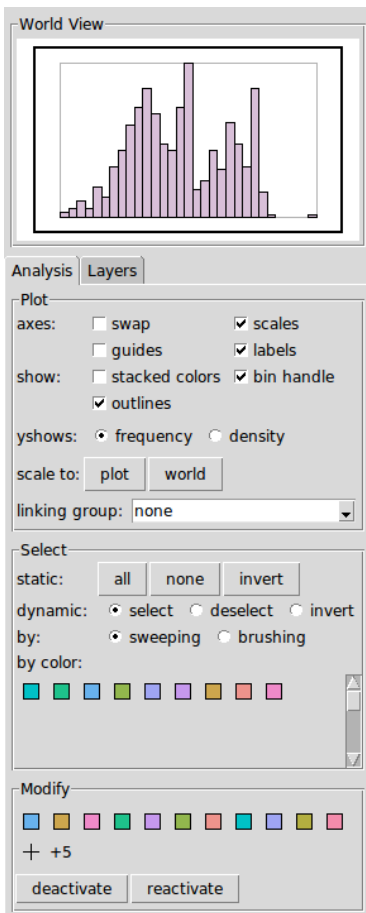 World View
Analysis Layers
Plot
axes: swap scales
guides labels
show: stacked colors bin handle
outlines
yshows: frequency density
scale to: plot world
linking group: none
Select
static: all none invert
dynamic: select deselect invert
by: sweeping brushing
by color:
Modify
+5
deactivate reactivate